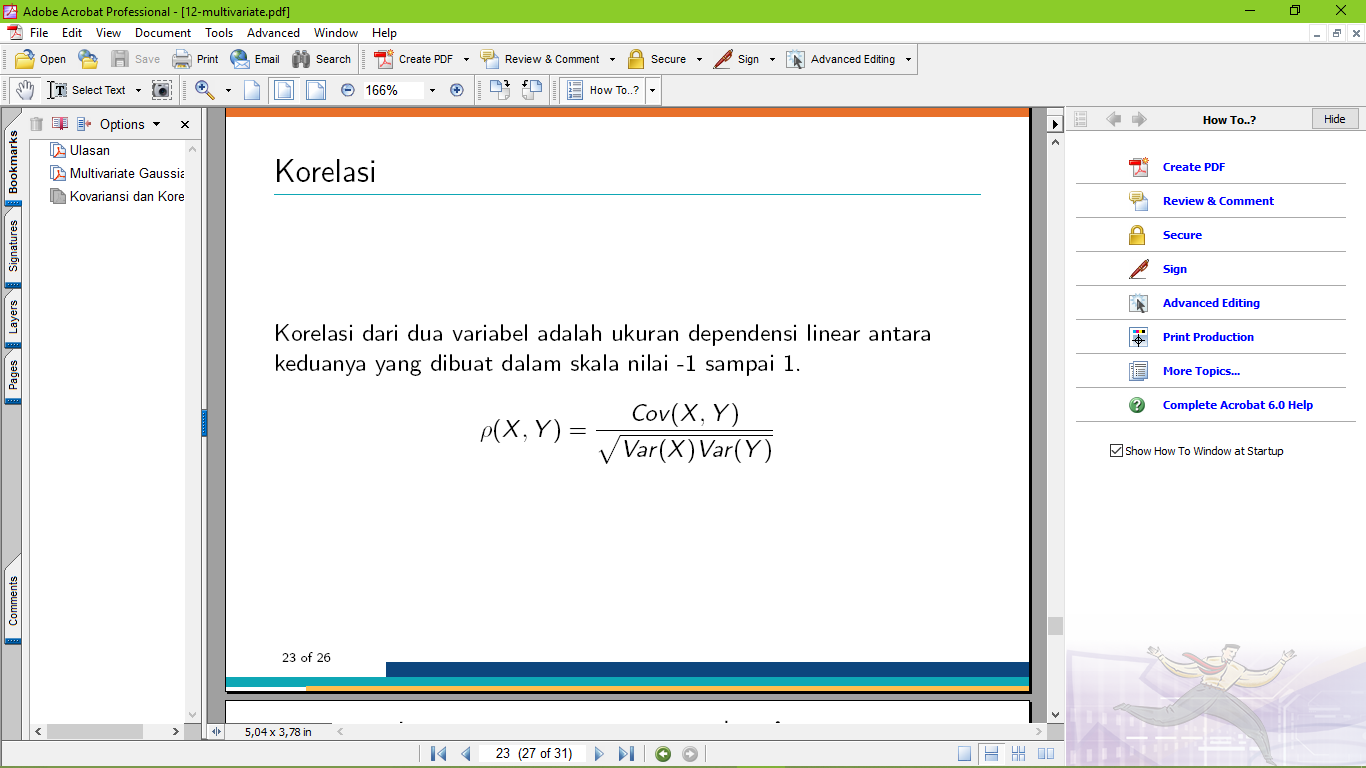 Adobe Acrobat Professional - [12-multivariate.pdf]
File Edit View Document Tools Advanced Window Help
Open Save Print Email Search Create PDF Review & Comment Secure Sign Advanced Editing
Select Text 166% How To..?
Bookmarks
Signatures
Layers
Pages
Comments
Options
Ulasan
Multivariate Gaussia
Kovariansi dan Kore
Korelasi
Korelasi dari dua variabel adalah ukuran dependensi linear antara
keduanya yang dibuat dalam skala nilai -1 sampai 1.
ρ(X, Y) = Cov(X, Y) / √Var(X)Var(Y)
23 of 26
5,04 x 3,78 in
23 (27 of 31)
How To..? Hide
Create PDF
Review & Comment
Secure
Sign
Advanced Editing
Print Production
More Topics...
Complete Acrobat 6.0 Help
Show How To Window at Startup